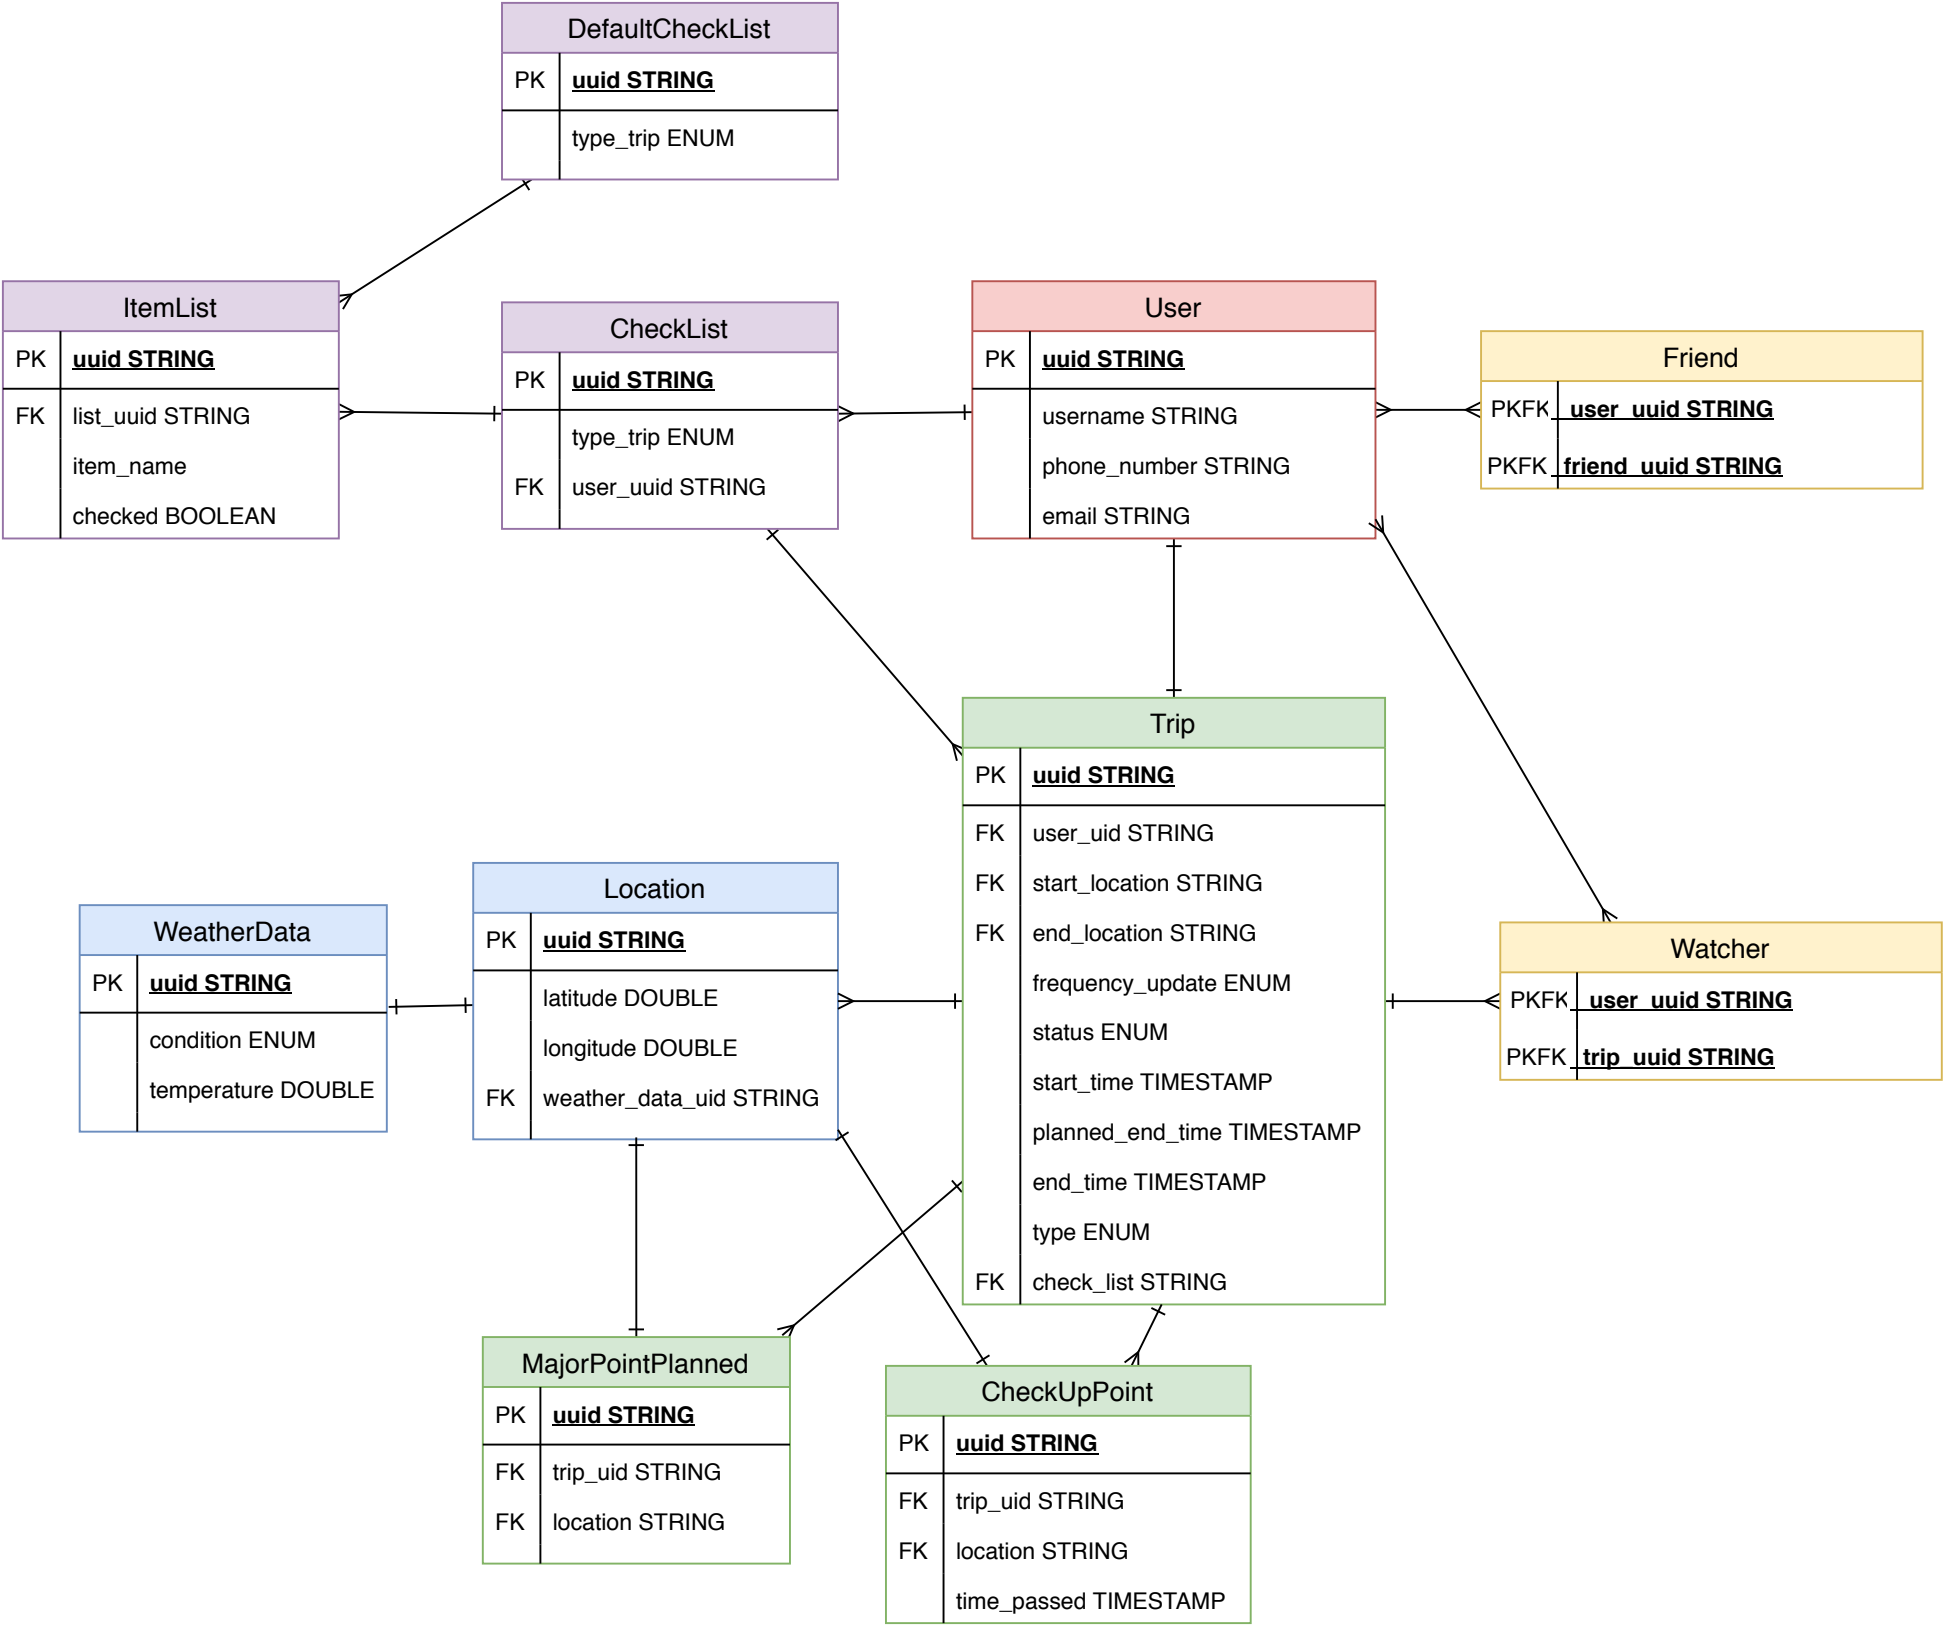 DefaultCheckList
PK uuid STRING
type_trip ENUM
ItemList
PK uuid STRING
FK list_uuid STRING
item_name
checked BOOLEAN
CheckList
PK uuid STRING
type_trip ENUM
FK user_uuid STRING
User
PK uuid STRING
username STRING
phone_number STRING
email STRING
Friend
PKFK user_uuid STRING
PKFK friend_uuid STRING
Trip
PK uuid STRING
FK user_uid STRING
FK start_location STRING
FK end_location STRING
frequency_update ENUM
status ENUM
start_time TIMESTAMP
planned_end_time TIMESTAMP
end_time TIMESTAMP
type ENUM
FK check_list STRING
WeatherData
PK uuid STRING
condition ENUM
temperature DOUBLE
Location
PK uuid STRING
latitude DOUBLE
longitude DOUBLE
FK weather_data_uid STRING
Watcher
PKFK user_uuid STRING
PKFK trip_uuid STRING
MajorPointPlanned
PK uuid STRING
FK trip_uid STRING
FK location STRING
CheckUpPoint
PK uuid STRING
FK trip_uid STRING
FK location STRING
time_passed TIMESTAMP